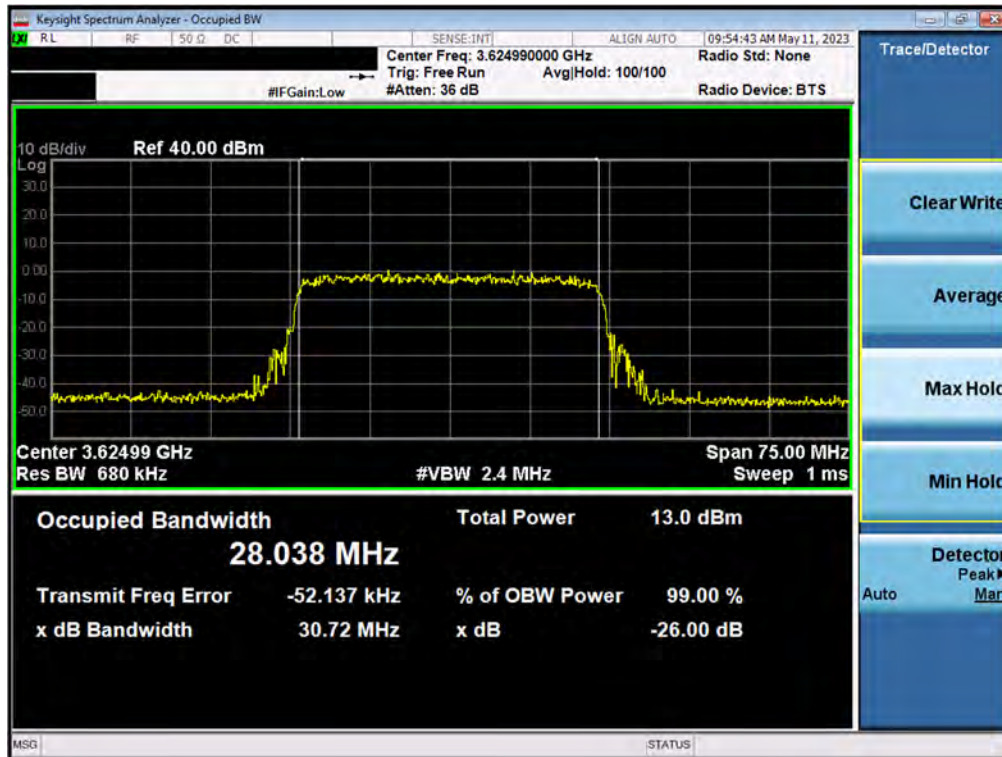 Keysight Spectrum Analyzer - Occupied BW
LXI RL RF 50 Ω DC SENSE:INT ALIGN AUTO 09:54:43 AM May 11, 2023
Center Freq: 3.624990000 GHz Radio Std: None
Trig: Free Run Avg|Hold: 100/100
#IFGain:Low #Atten: 36 dB Radio Device: BTS
10 dB/div Ref 40.00 dBm
Log
30.0
20.0
10.0
0.00
-10.0
-20.0
-30.0
-40.0
-50.0
Center 3.62499 GHz Span 75.00 MHz
Res BW 680 kHz #VBW 2.4 MHz Sweep 1 ms
Occupied Bandwidth Total Power 13.0 dBm
28.038 MHz
Transmit Freq Error -52.137 kHz % of OBW Power 99.00 %
x dB Bandwidth 30.72 MHz x dB -26.00 dB
MSG STATUS
Trace/Detector
Clear Write
Average
Max Hold
Min Hold
Detector
Peak
Auto Man